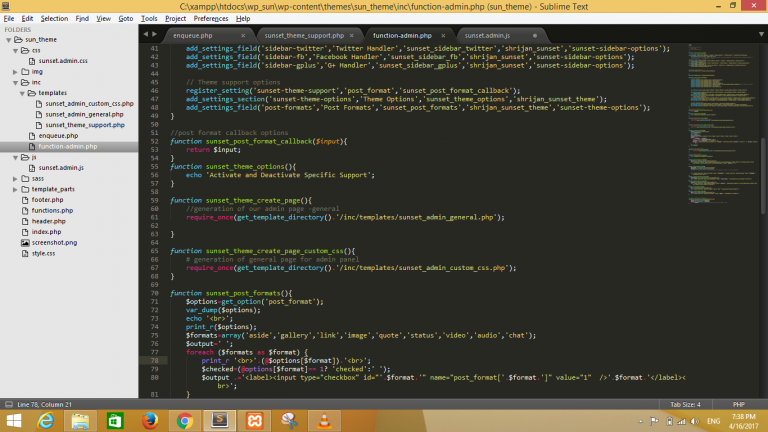 C:\xampp\htdocs\wp_sun\wp-content\themes\sun_theme\inc\function-admin.php (sun_theme) - Sublime Text
File Edit Selection Find View Goto Tools Project Preferences Help
FOLDERS
sun_theme
css
sunset.admin.css
img
inc
templates
sunset_admin_custom_css.php
sunset_admin_general.php
sunset_theme_support.php
enqueue.php
function-admin.php
js
sunset.admin.js
sass
template_parts
footer.php
functions.php
header.php
index.php
screenshot.png
style.css
enqueue.php
sunset_theme_support.php
function-admin.php
sunset.admin.js
41 add_settings_field('sidebar-twitter','Twitter Handler','sunset_sidebar_twitter','shrijan_sunset','sunset-sidebar-options');
42 add_settings_field('sidebar-fb','Facebook Handler','sunset_sidebar_fb','shrijan_sunset','sunset-sidebar-options');
43 add_settings_field('sidebar-gplus','G+ Handler','sunset_sidebar_gplus','shrijan_sunset','sunset-sidebar-options');
44
45 // Theme support options
46 register_setting('sunset-theme-support','post_format','sunset_post_format_callback');
47 add_settings_section('sunset-theme-options','Theme Options','sunset_theme_options','shrijan_sunset_theme');
48 add_settings_field('post-formats','Post Formats','sunset_post_formats','shrijan_sunset_theme','sunset-theme-options');
49 }
50
51 //post format callback options
52 function sunset_post_format_callback($input){
53 return $input;
54 }
55 function sunset_theme_options(){
56 echo 'Activate and Deactivate Specific Support';
57 }
58
59 function sunset_theme_create_page(){
60 //generation of our admin page -general
61 require_once(get_template_directory().'/inc/templates/sunset_admin_general.php');
62
63 }
64
65 function sunset_theme_create_page_custom_css(){
66 # generation of general page for admin panel
67 require_once(get_template_directory().'/inc/templates/sunset_admin_custom_css.php');
68 }
69
70 function sunset_post_formats(){
71 $options=get_option('post_format');
72 var_dump($options);
73 echo '<br>';
74 print_r($options);
75 $formats=array('aside','gallery','link','image','quote','status','video','audio','chat');
76 $output=' ';
77 foreach ($formats as $format) {
78 print_r '<br>'.(@$options[$format]).'<br>';
79 $checked=(@$options[$format]== 1? 'checked':' ');
80 $output .='<label><input type="checkbox" id="'.$format.'" name="post_format['.$format.']" value="1"  />'.$format.'</label><
br>';
81 }
Line 78, Column 21
Tab Size: 4
PHP
7:38 PM
4/16/2017